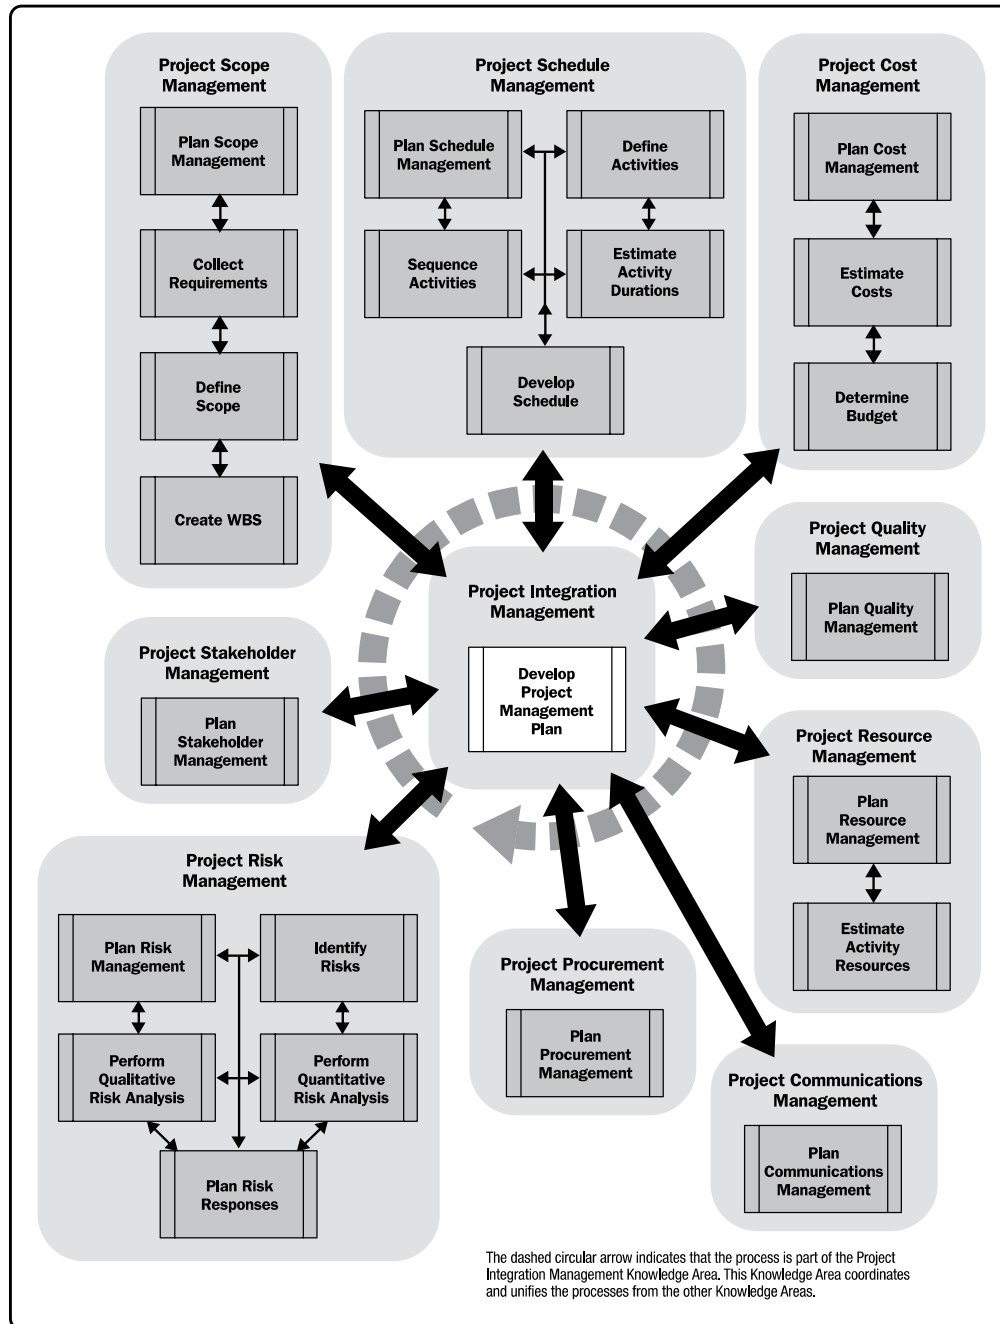 Project Scope
Management
Plan Scope
Management
Collect
Requirements
Define
Scope
Create WBS
Project Schedule
Management
Plan Schedule
Management
Define
Activities
Sequence
Activities
Estimate
Activity
Durations
Develop
Schedule
Project Cost
Management
Plan Cost
Management
Estimate
Costs
Determine
Budget
Project Integration
Management
Develop
Project
Management
Plan
Project Quality
Management
Plan Quality
Management
Project Stakeholder
Management
Plan
Stakeholder
Management
Project Resource
Management
Plan
Resource
Management
Estimate
Activity
Resources
Project Risk
Management
Plan Risk
Management
Identify
Risks
Perform
Qualitative
Risk Analysis
Perform
Quantitative
Risk Analysis
Plan Risk
Responses
Project Procurement
Management
Plan
Procurement
Management
Project Communications
Management
Plan
Communications
Management
The dashed circular arrow indicates that the process is part of the Project
Integration Management Knowledge Area. This Knowledge Area coordinates
and unifies the processes from the other Knowledge Areas.